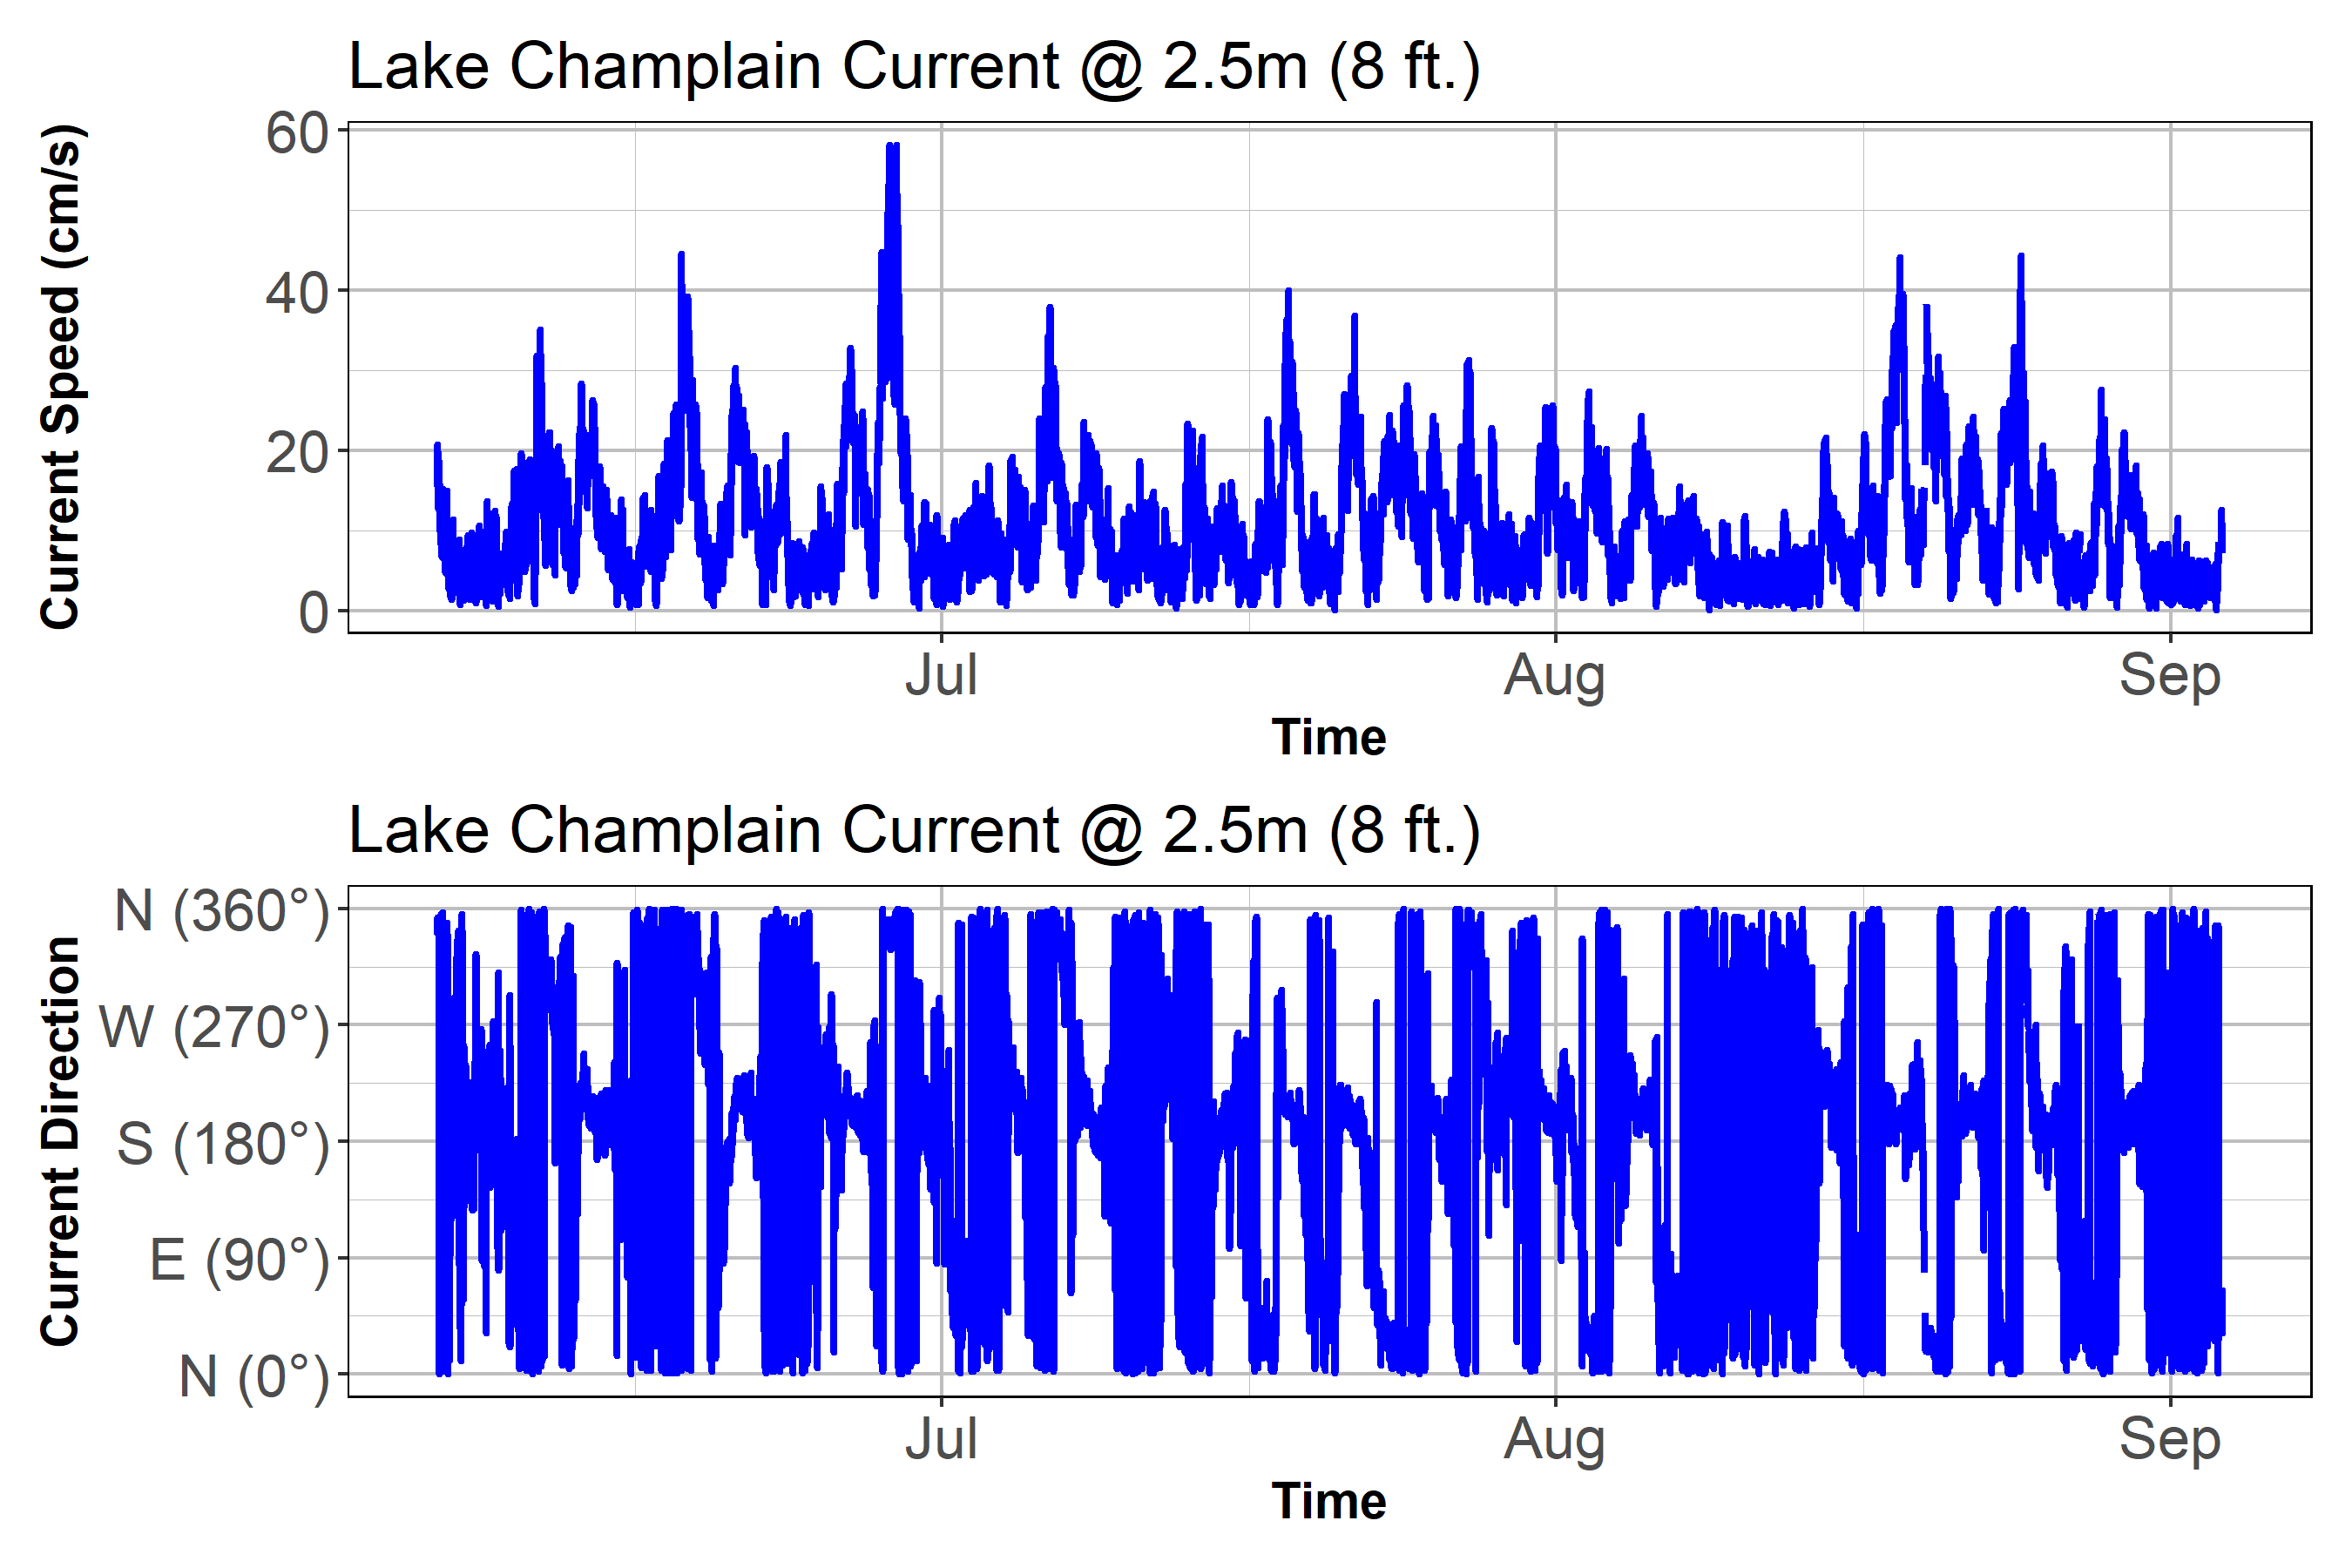 Lake Champlain Current @ 2.5m (8 ft.)
Current Speed (cm/s)
60
40
20
0
Jul
Aug
Sep
Time
Lake Champlain Current @ 2.5m (8 ft.)
Current Direction
N (360°)
W (270°)
S (180°)
E (90°)
N (0°)
Jul
Aug
Sep
Time